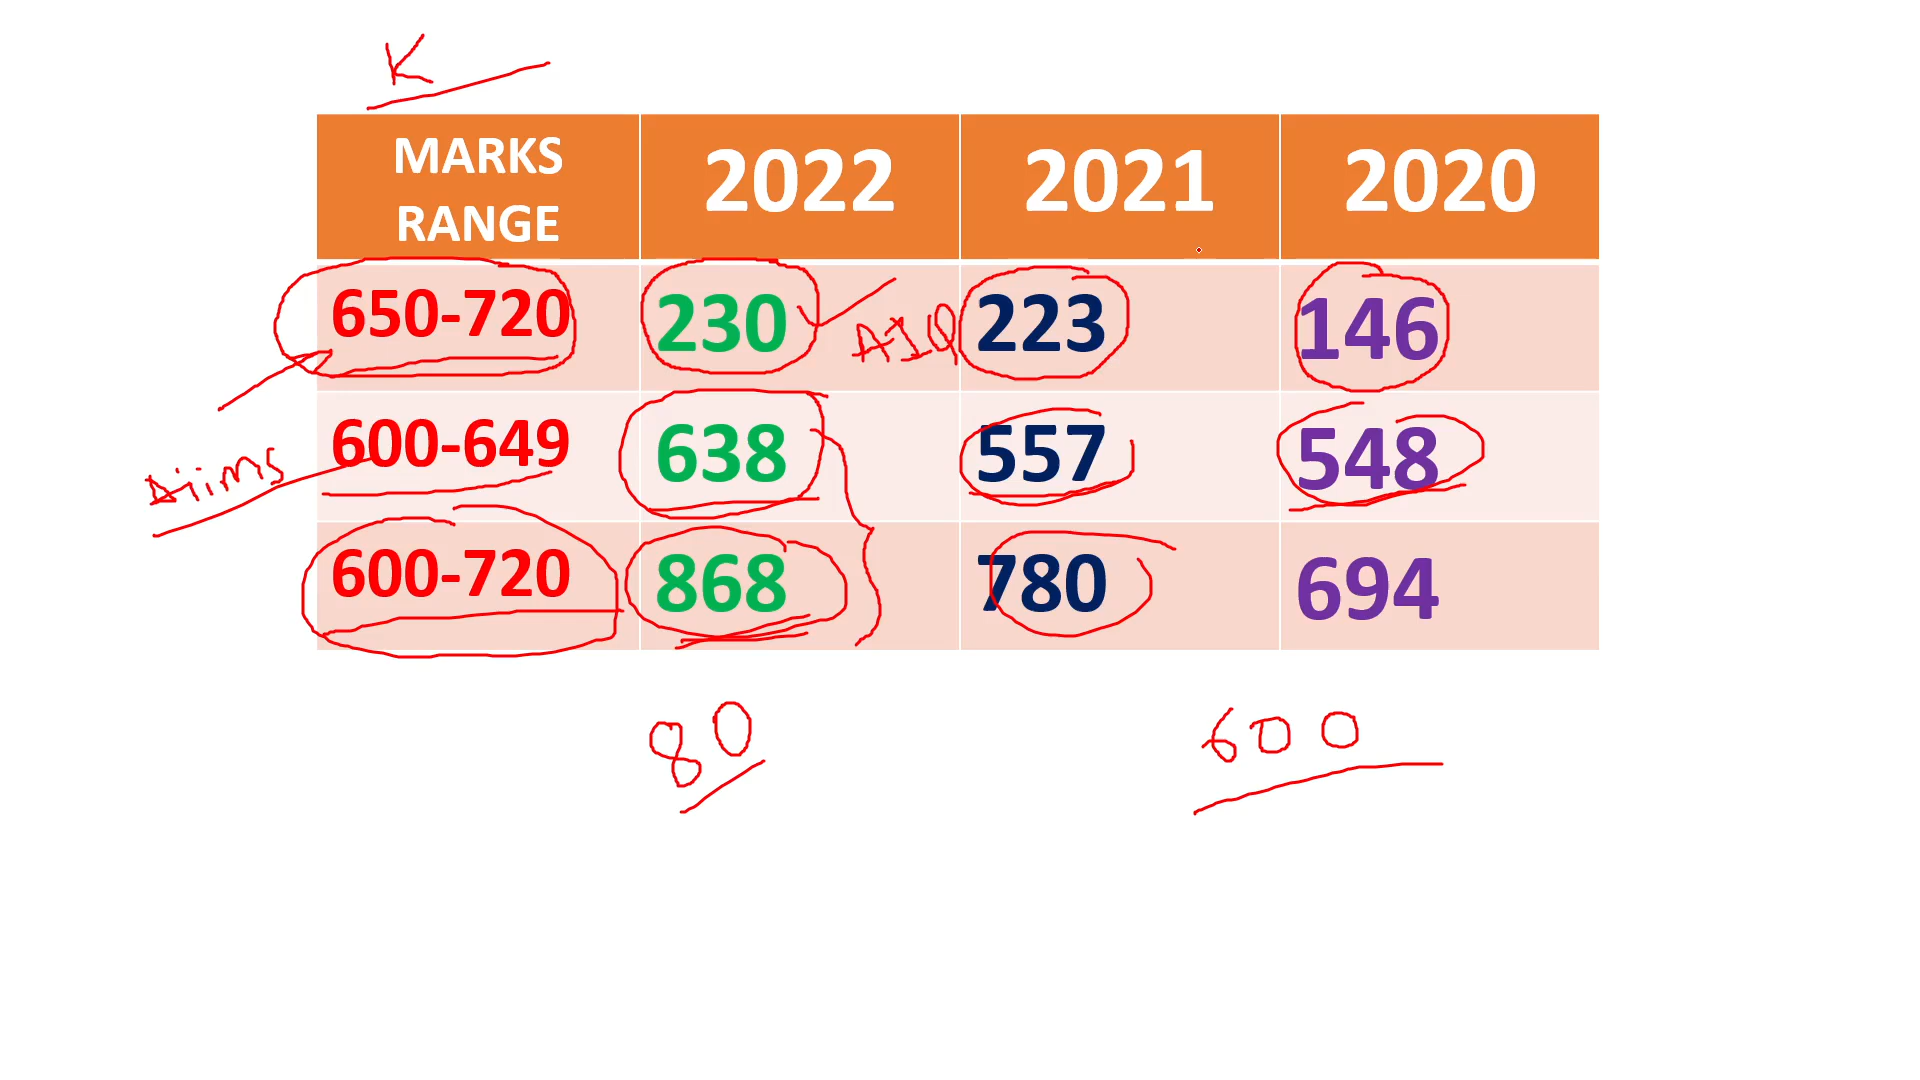 K
MARKS RANGE 2022 2021 2020
650-720 230 AIQ 223 146
Aiims 600-649 638 557 548
600-720 868 780 694
80 600